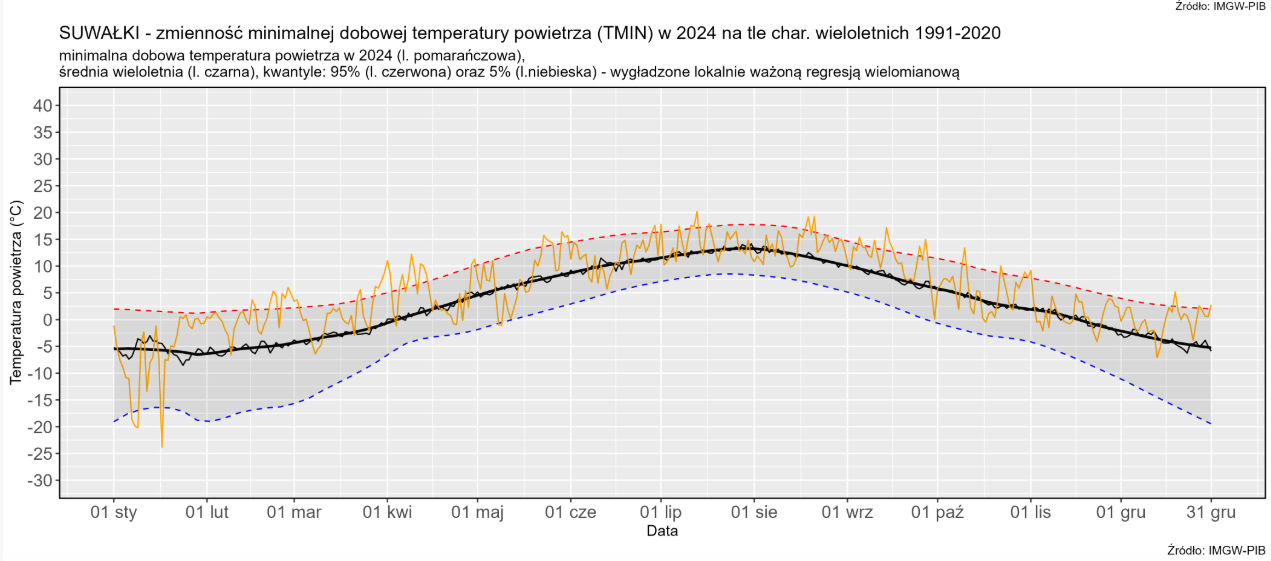 Źródło: IMGW-PIB
SUWAŁKI - zmienność minimalnej dobowej temperatury powietrza (TMIN) w 2024 na tle char. wieloletnich 1991-2020
minimalna dobowa temperatura powietrza w 2024 (l. pomarańczowa),
średnia wieloletnia (l. czarna), kwantyle: 95% (l. czerwona) oraz 5% (l.niebieska) - wygładzone lokalnie ważoną regresją wielomianową
Temperatura powietrza (°C)
40
35
30
25
20
15
10
5
0
-5
-10
-15
-20
-25
-30
01 sty 01 lut 01 mar 01 kwi 01 maj 01 cze 01 lip 01 sie 01 wrz 01 paź 01 lis 01 gru 31 gru
Data
Źródło: IMGW-PIB